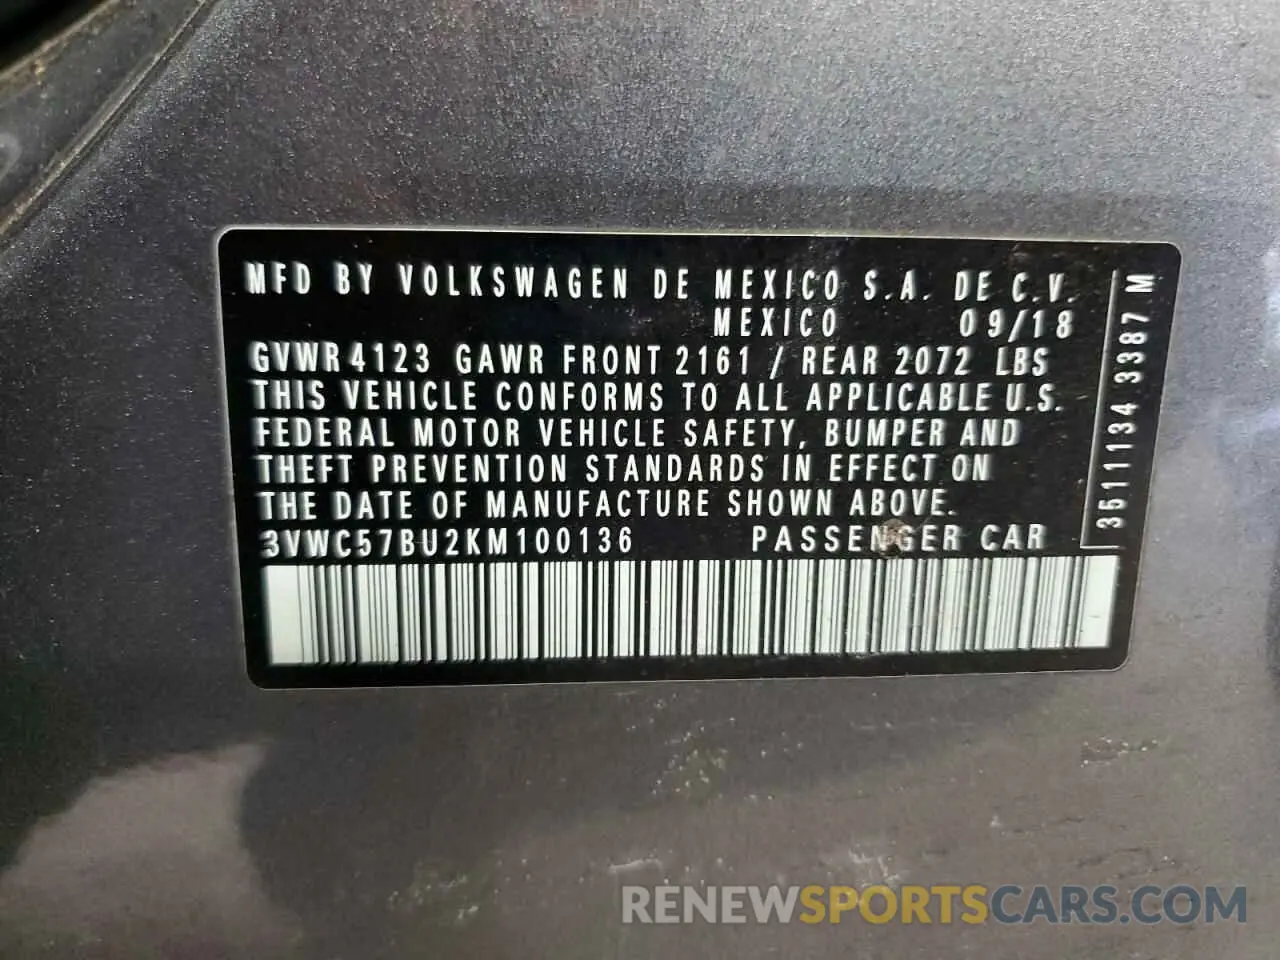 MFD BY VOLKSWAGEN DE MEXICO S.A. DE C.V.
MEXICO 09/18
GVWR 4123 GAWR FRONT 2161 / REAR 2072 LBS
THIS VEHICLE CONFORMS TO ALL APPLICABLE U.S.
FEDERAL MOTOR VEHICLE SAFETY, BUMPER AND
THEFT PREVENTION STANDARDS IN EFFECT ON
THE DATE OF MANUFACTURE SHOWN ABOVE.
3VWC57BU2KM100136 PASSENGER CAR
3511134 3387 M
RENEWSPORTSCARS.COM